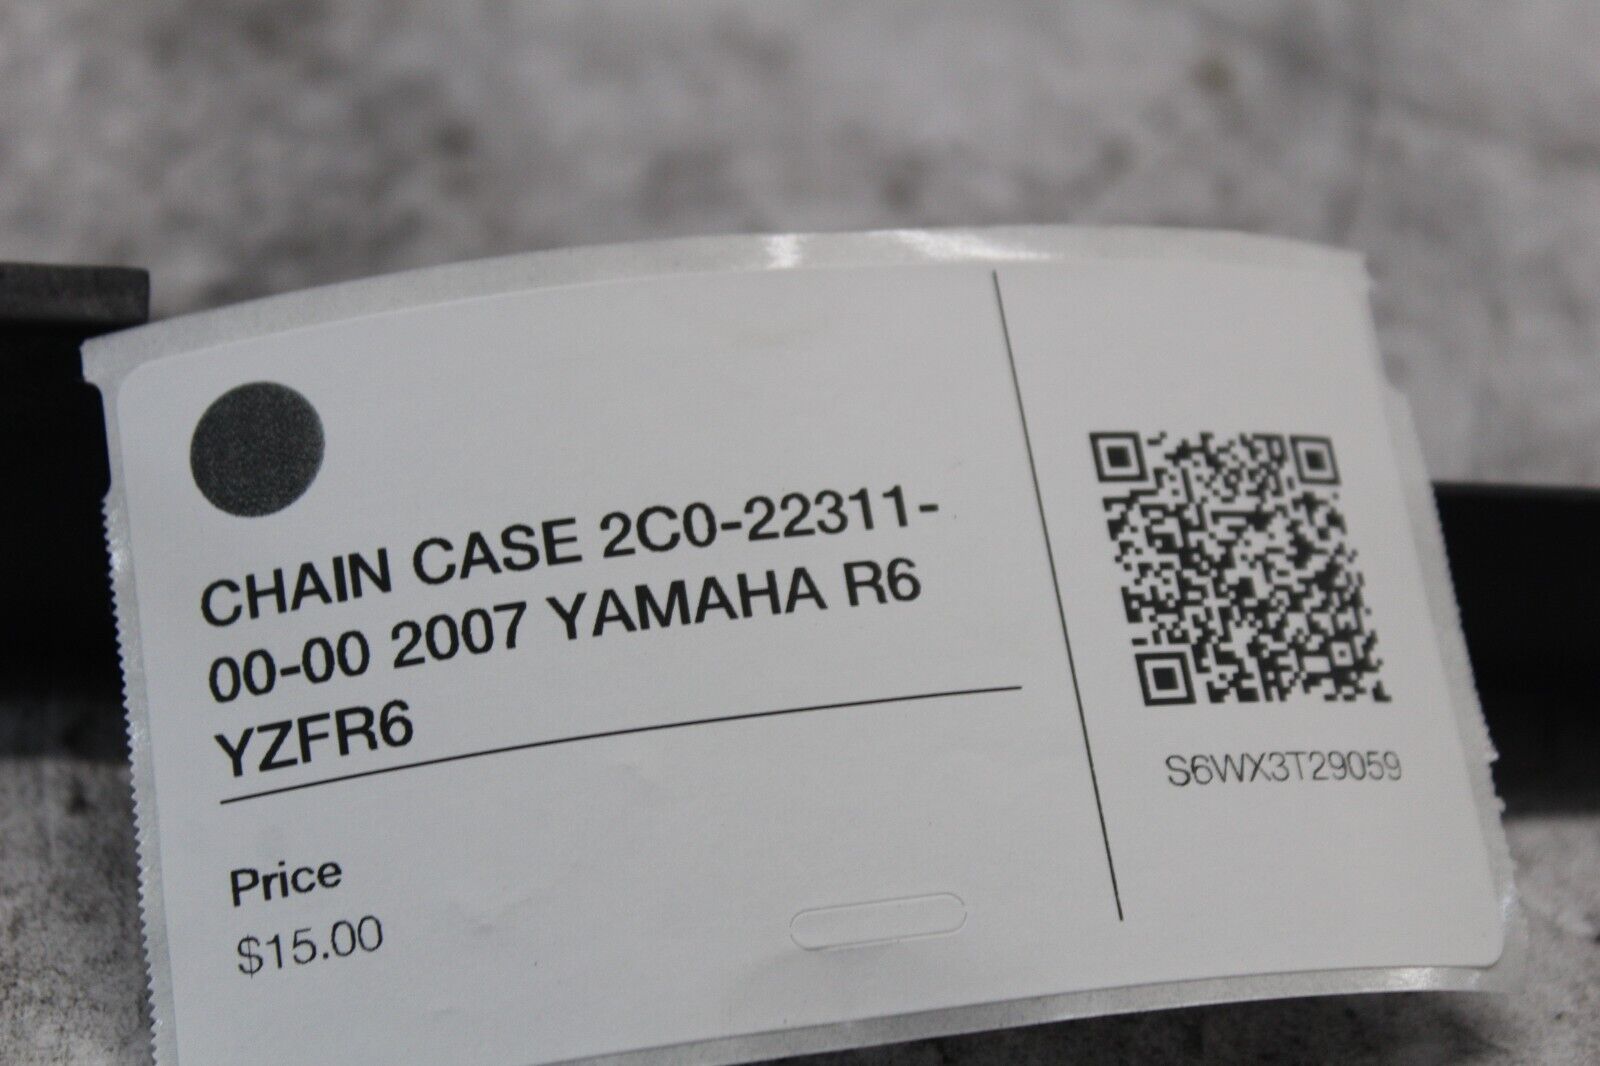 CHAIN CASE 2C0-22311-
00-00 2007 YAMAHA R6
YZFR6
Price
$15.00
S6WX3T29059